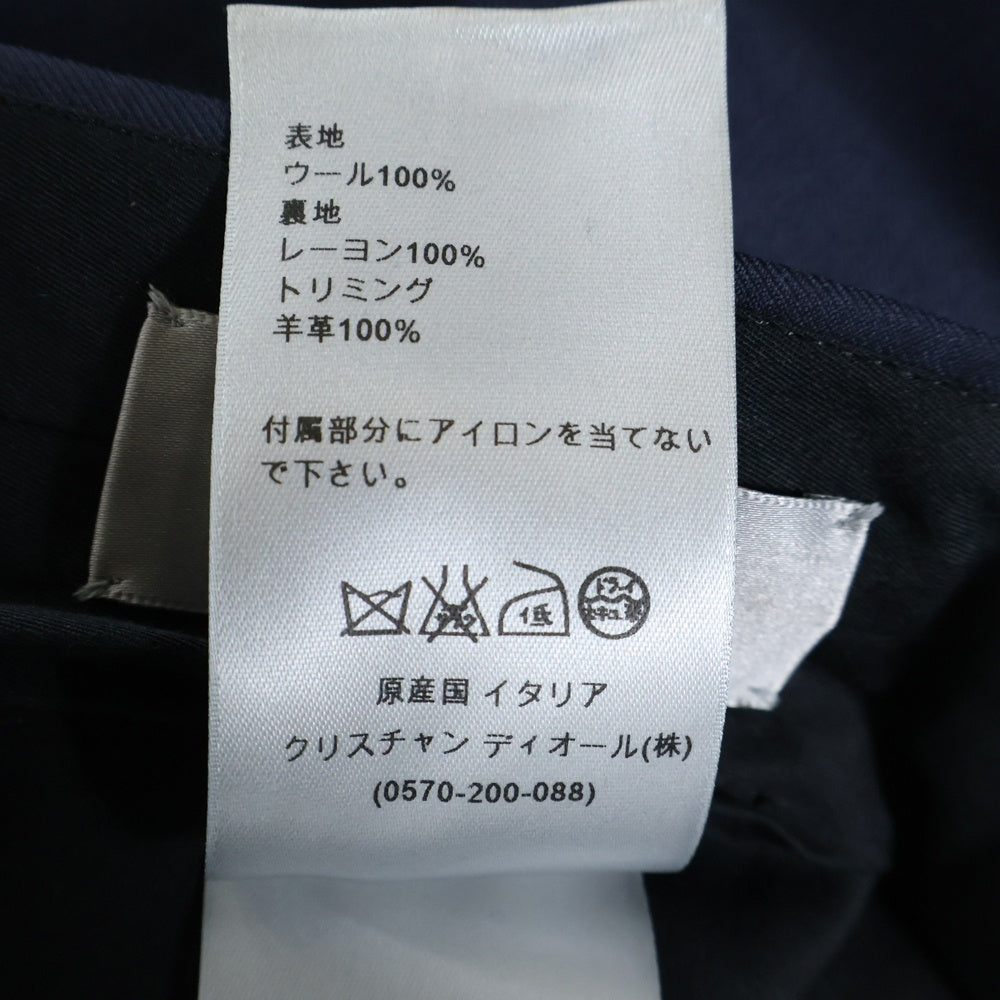 表地
ウール100%
裏地
レーヨン100%
トリミング
羊革100%
付属部分にアイロンを当てない
で下さい。
低
ドライ
原産国 イタリア
クリスチャン ディオール(株)
(0570-200-088)